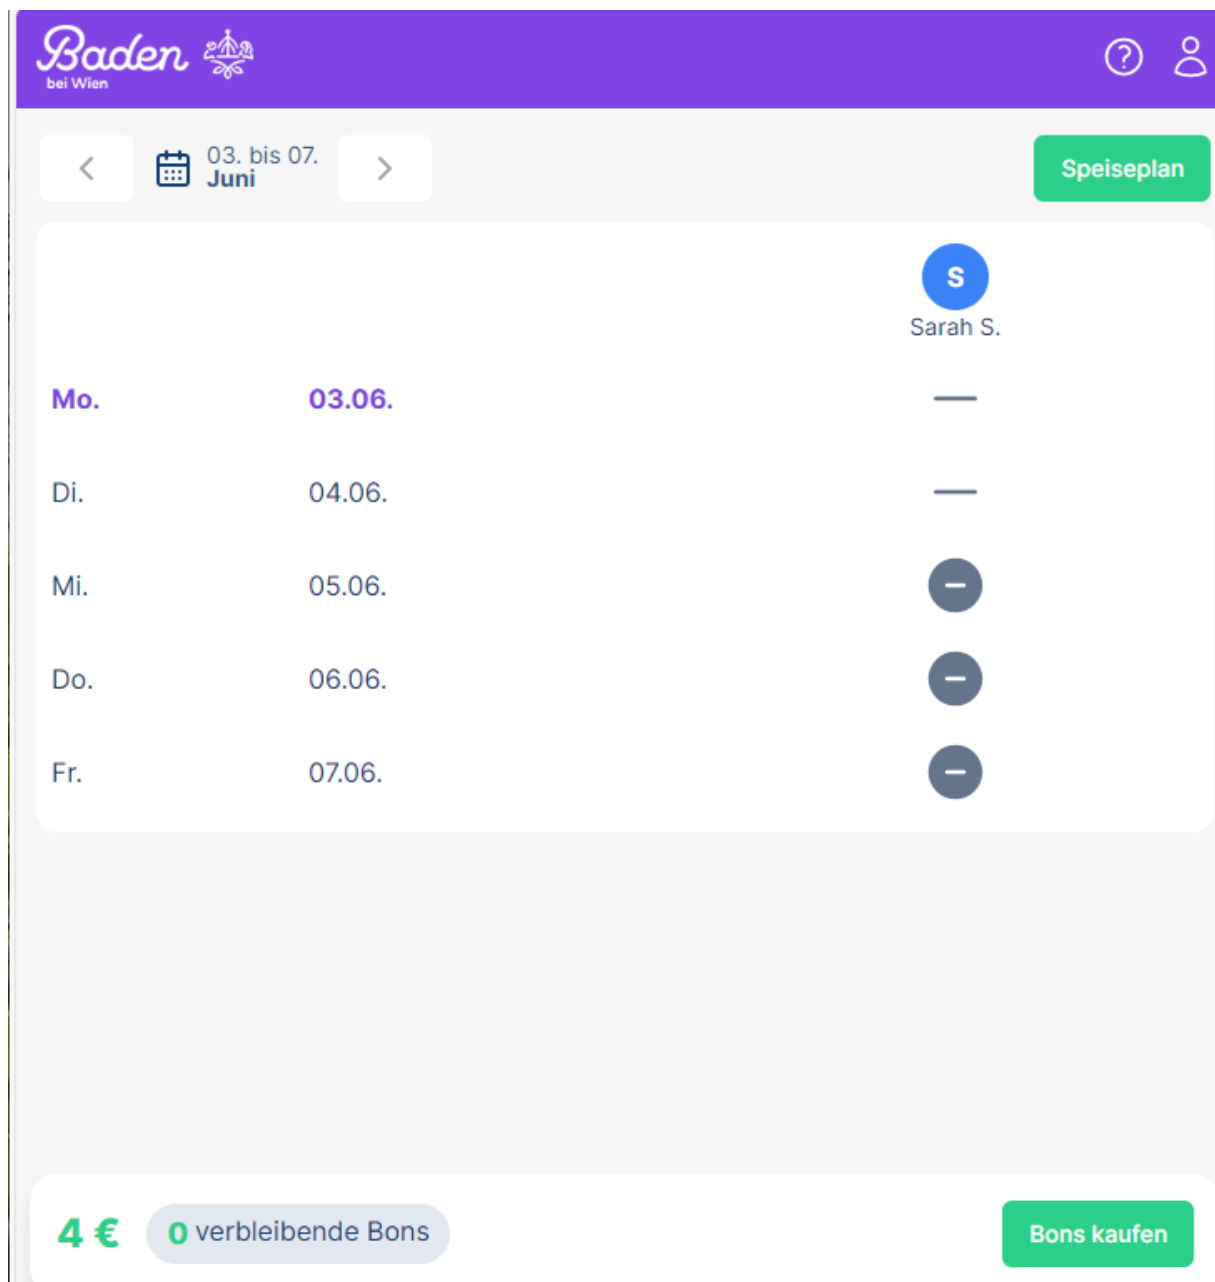 Baden
bei Wien
03. bis 07.
Juni
Speiseplan
S
Sarah S.
Mo. 03.06.
Di. 04.06.
Mi. 05.06.
Do. 06.06.
Fr. 07.06.
4 € 0 verbleibende Bons Bons kaufen